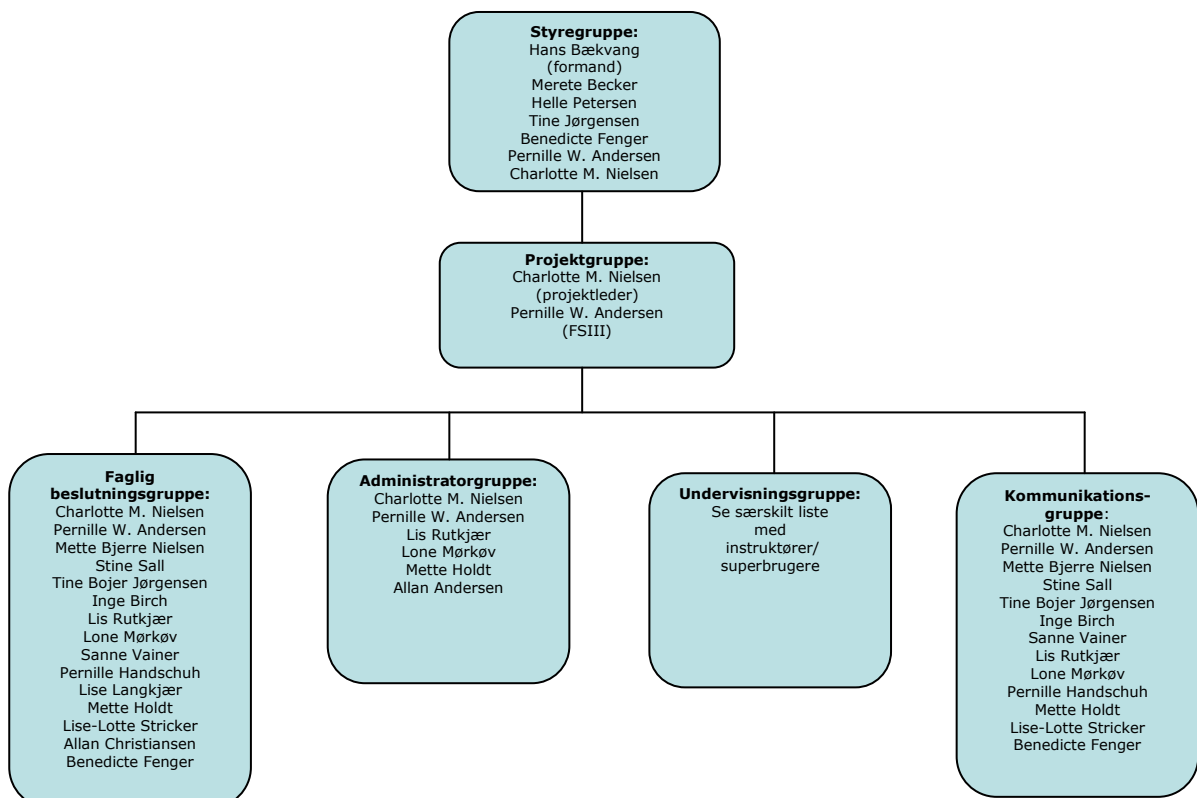 Styregruppe:
Hans Bækvang
(formand)
Merete Becker
Helle Petersen
Tine Jørgensen
Benedicte Fenger
Pernille W. Andersen
Charlotte M. Nielsen
Projektgruppe:
Charlotte M. Nielsen
(projektleder)
Pernille W. Andersen
(FSIII)
Faglig
beslutningsgruppe:
Charlotte M. Nielsen
Pernille W. Andersen
Mette Bjerre Nielsen
Stine Sall
Tine Bojer Jørgensen
Inge Birch
Lis Rutkjær
Lone Mørkøv
Sanne Vainer
Pernille Handschuh
Lise Langkjær
Mette Holdt
Lise-Lotte Stricker
Allan Christiansen
Benedicte Fenger
Administratorgruppe:
Charlotte M. Nielsen
Pernille W. Andersen
Lis Rutkjær
Lone Mørkøv
Mette Holdt
Allan Andersen
Undervisningsgruppe:
Se særskilt liste
med
instruktører/
superbrugere
Kommunikations-
gruppe:
Charlotte M. Nielsen
Pernille W. Andersen
Mette Bjerre Nielsen
Stine Sall
Tine Bojer Jørgensen
Inge Birch
Sanne Vainer
Lis Rutkjær
Lone Mørkøv
Pernille Handschuh
Mette Holdt
Lise-Lotte Stricker
Benedicte Fenger